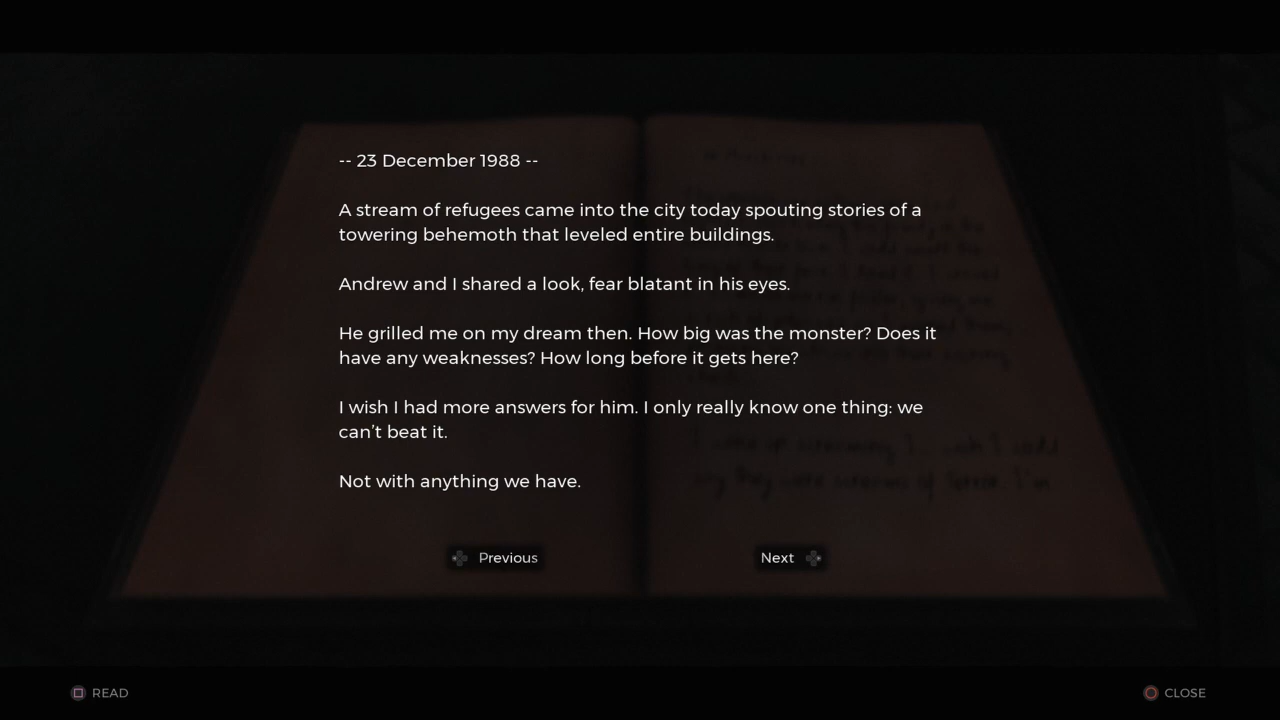 -- 23 December 1988 --
A stream of refugees came into the city today spouting stories of a
towering behemoth that leveled entire buildings.
Andrew and I shared a look, fear blatant in his eyes.
He grilled me on my dream then. How big was the monster? Does it
have any weaknesses? How long before it gets here?
I wish I had more answers for him. I only really know one thing: we
can't beat it.
Not with anything we have.
Previous
Next
READ
CLOSE